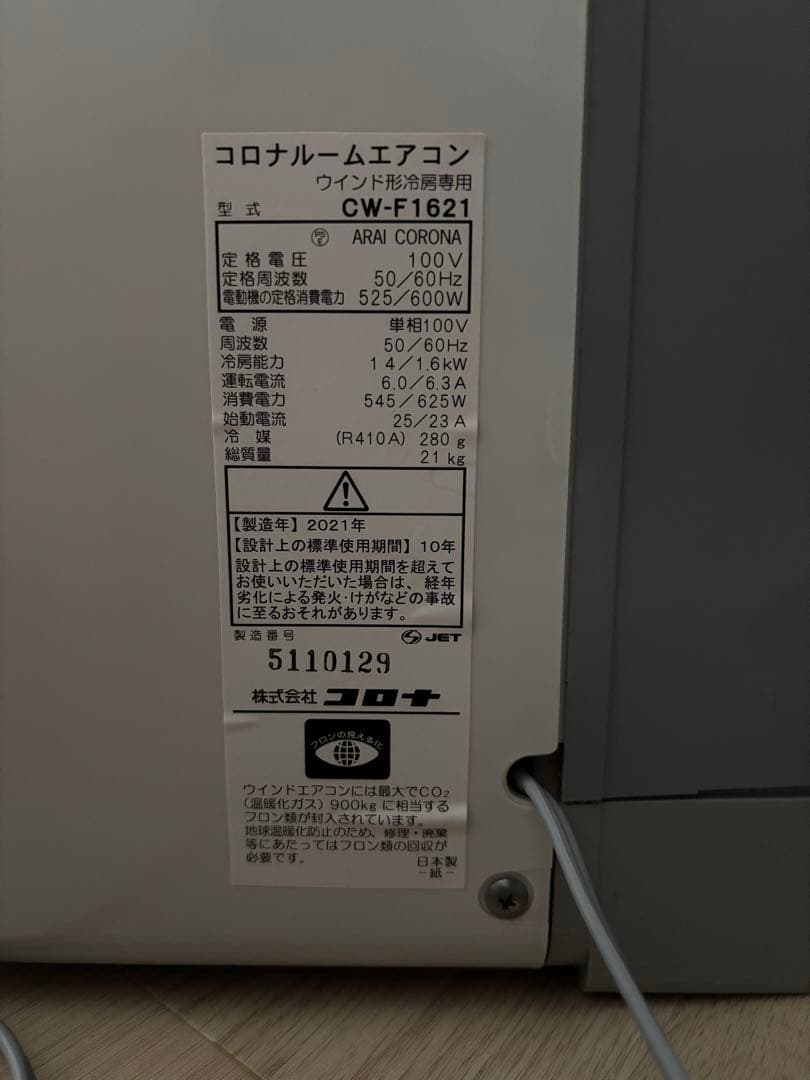 コロナルームエアコン
ウインド形冷房専用
型式 CW-F1621
PSE ARAI CORONA
定格電圧 100V
定格周波数 50/60Hz
電動機の定格消費電力 525/600W
電源 単相100V
周波数 50/60Hz
冷房能力 1 4/1.6kW
運転電流 6.0/6.3A
消費電力 545/625W
始動電流 25/23 A
冷媒 (R410A) 280 g
総質量 21 kg
【製造年】2021年
【設計上の標準使用期間】10年
設計上の標準使用期間を超えて
お使いいただいた場合は、経年
劣化による発火・けがなどの事故
に至るおそれがあります。
製造番号 JET
5110129
株式会社 コロナ
フロンの見える化
ウインドエアコンには最大でCO₂
(温暖化ガス) 900kgに相当する
フロン類が封入されています。
地球温暖化防止のため、修理・廃棄
等にあたってはフロン類の回収が
必要です。
日本製
-紙-